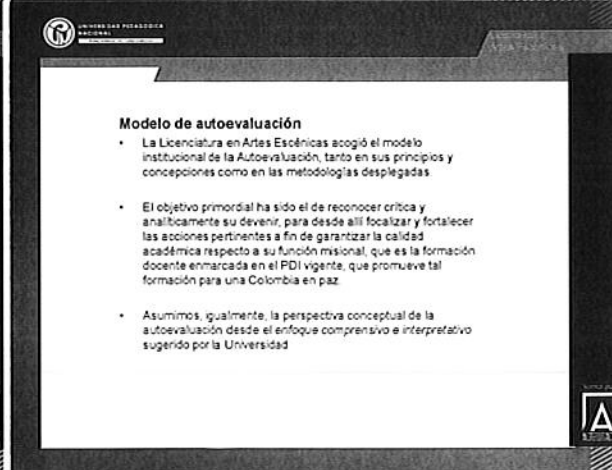 UNIVERSIDAD PEDAGOGICA
NACIONAL
Modelo de autoevaluación
• La Licenciatura en Artes Escénicas acogió el modelo
institucional de la Autoevaluación, tanto en sus principios y
concepciones como en las metodologías desplegadas
• El objetivo primordial ha sido el de reconocer crítica y
analíticamente su devenir, para desde allí focalizar y fortalecer
las acciones pertinentes a fin de garantizar la calidad
académica respecto a su función misional, que es la formación
docente enmarcada en el PDI vigente, que promueve tal
formación para una Colombia en paz
• Asumimos, igualmente, la perspectiva conceptual de la
autoevaluación desde el enfoque comprensivo e interpretativo
sugerido por la Universidad
A